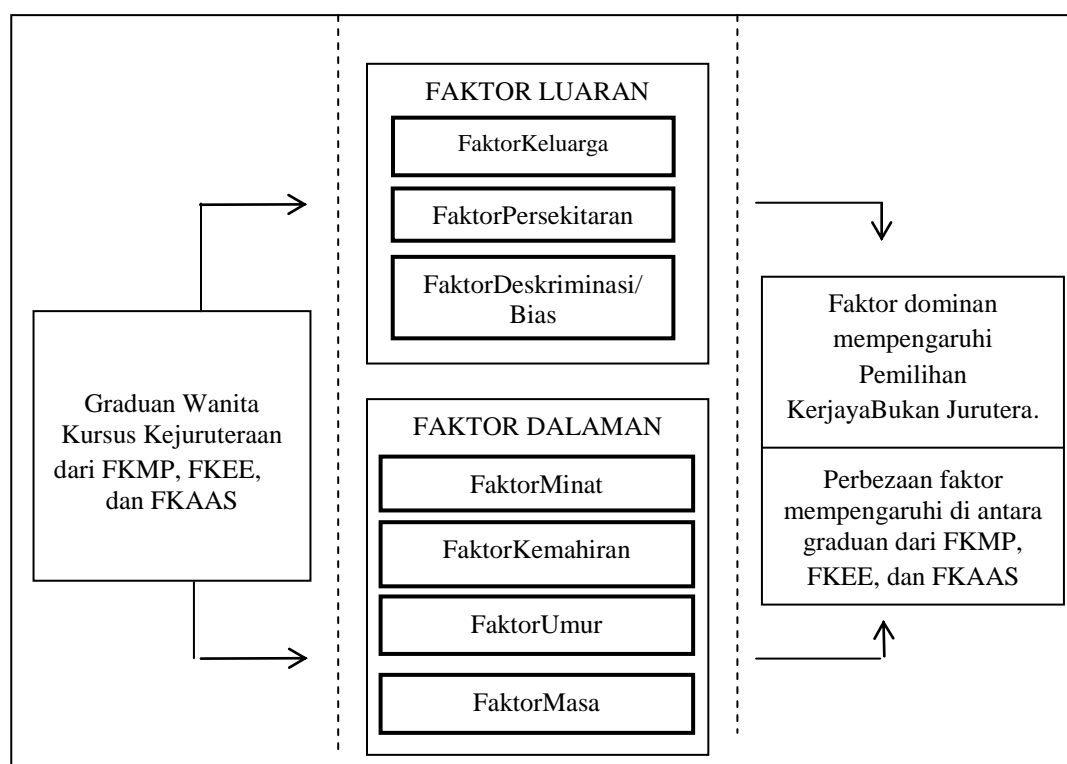 Graduan Wanita
Kursus Kejuruteraan
dari FKMP, FKEE,
dan FKAAS
FAKTOR LUARAN
FaktorKeluarga
FaktorPersekitaran
FaktorDeskriminasi/
Bias
FAKTOR DALAMAN
FaktorMinat
FaktorKemahiran
FaktorUmur
FaktorMasa
Faktor dominan
mempengaruhi
Pemilihan
KerjayaBukan Jurutera.
Perbezaan faktor
mempengaruhi di antara
graduan dari FKMP,
FKEE, dan FKAAS